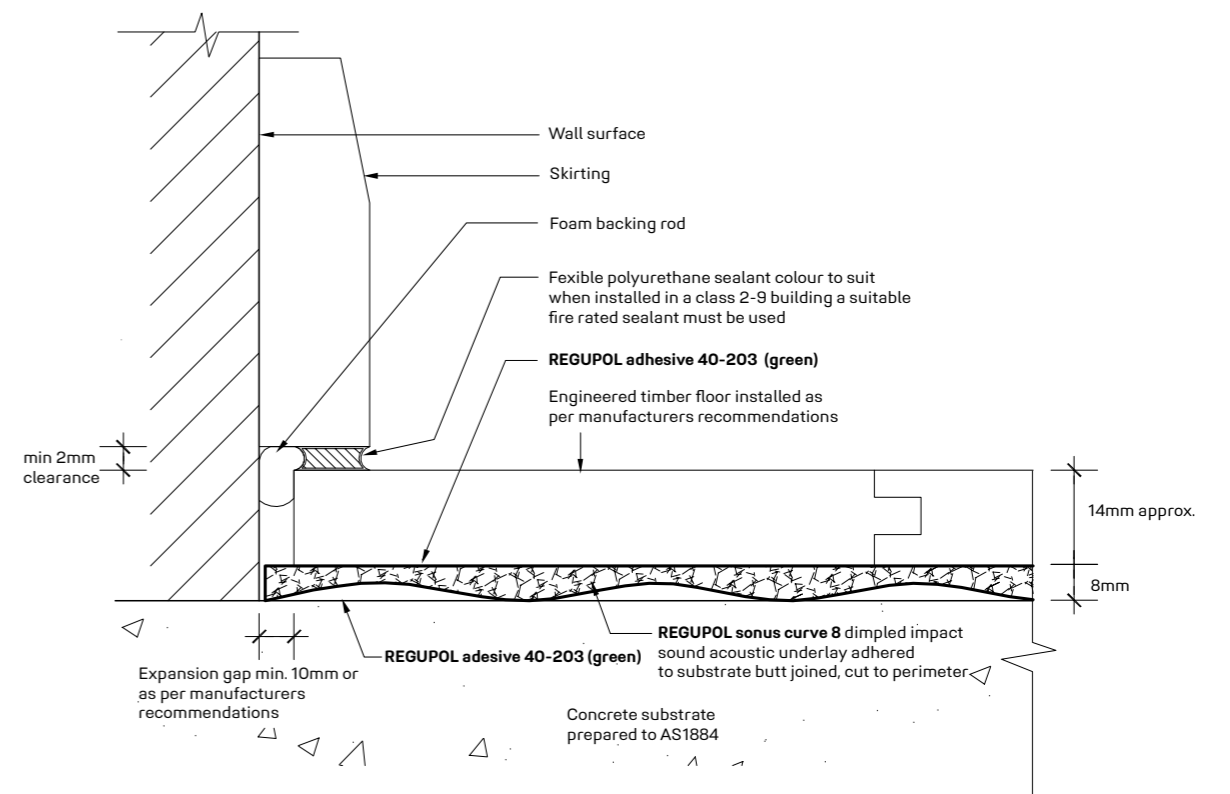 Wall surface
Skirting
Foam backing rod
Fexible polyurethane sealant colour to suit
when installed in a class 2-9 building a suitable
fire rated sealant must be used
REGUPOL adhesive 40-203 (green)
Engineered timber floor installed as
per manufacturers recommendations
min 2mm
clearance
14mm approx.
8mm
REGUPOL sonus curve 8 dimpled impact
sound acoustic underlay adhered
to substrate butt joined, cut to perimeter
REGUPOL adesive 40-203 (green)
Expansion gap min. 10mm or
as per manufacturers
recommendations
Concrete substrate
prepared to AS1884